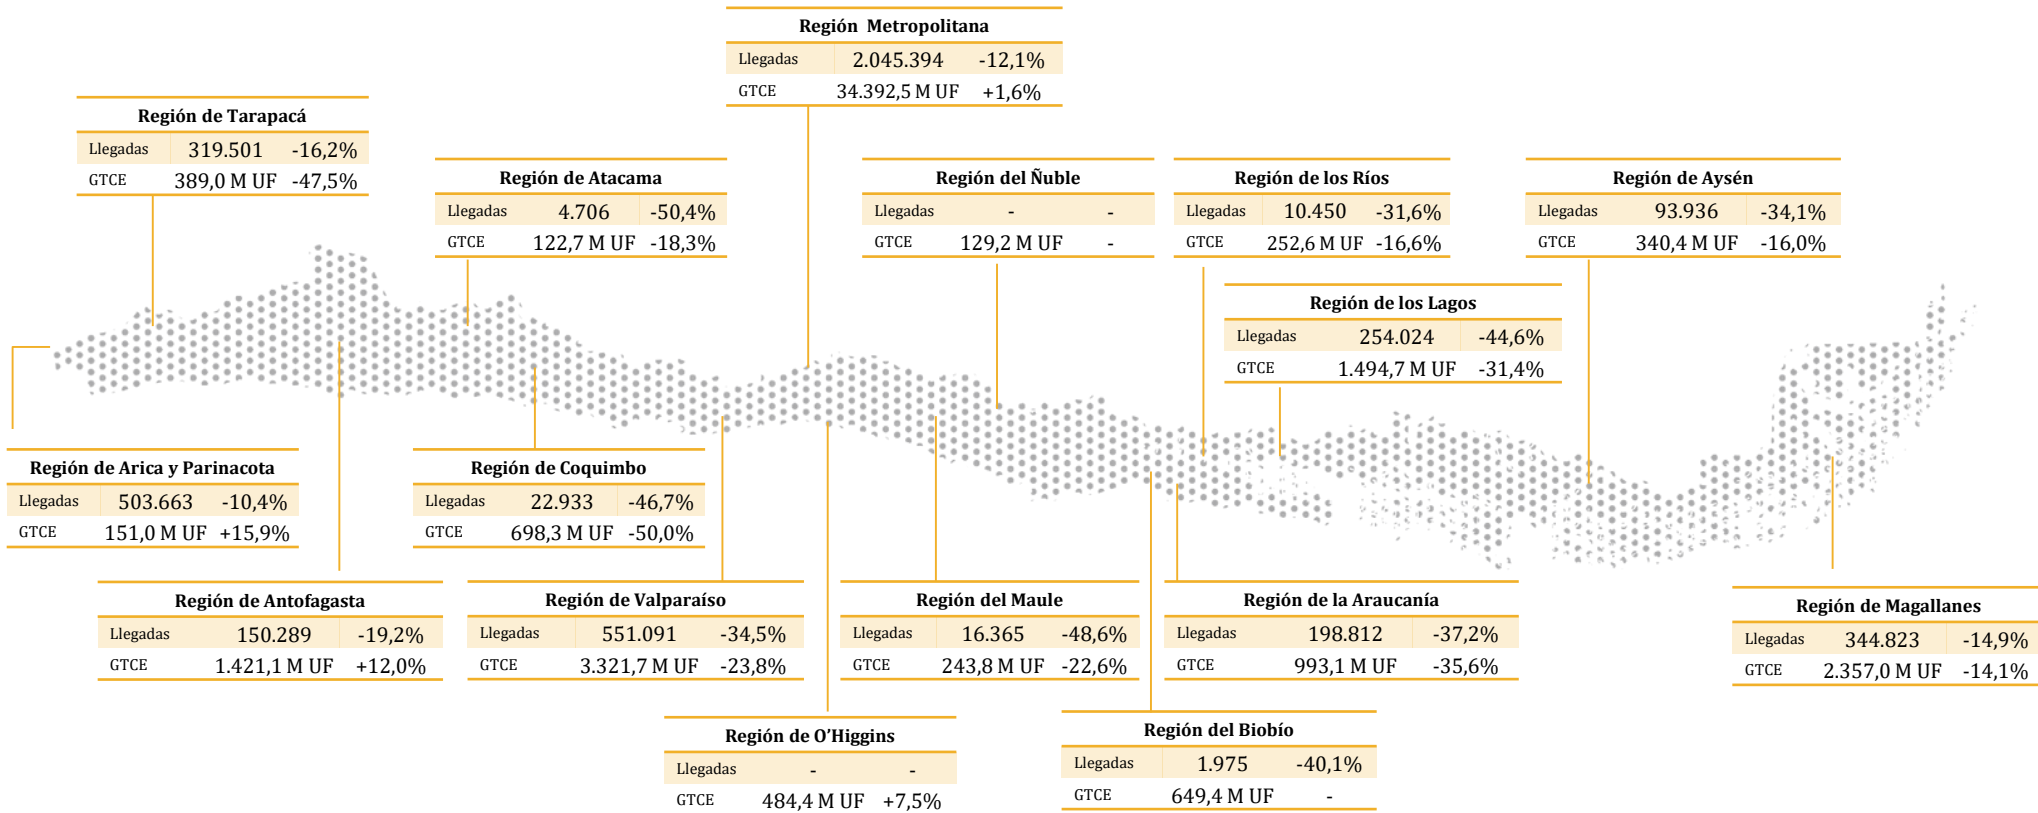 Región Metropolitana
Llegadas 2.045.394 -12,1%
GTCE 34.392,5 M UF +1,6%
Región de Tarapacá
Llegadas 319.501 -16,2%
GTCE 389,0 M UF -47,5%
Región de Atacama
Llegadas 4.706 -50,4%
GTCE 122,7 M UF -18,3%
Región del Ñuble
Llegadas - -
GTCE 129,2 M UF -
Región de los Ríos
Llegadas 10.450 -31,6%
GTCE 252,6 M UF -16,6%
Región de Aysén
Llegadas 93.936 -34,1%
GTCE 340,4 M UF -16,0%
Región de los Lagos
Llegadas 254.024 -44,6%
GTCE 1.494,7 M UF -31,4%
Región de Arica y Parinacota
Llegadas 503.663 -10,4%
GTCE 151,0 M UF +15,9%
Región de Coquimbo
Llegadas 22.933 -46,7%
GTCE 698,3 M UF -50,0%
Región de Antofagasta
Llegadas 150.289 -19,2%
GTCE 1.421,1 M UF +12,0%
Región de Valparaíso
Llegadas 551.091 -34,5%
GTCE 3.321,7 M UF -23,8%
Región del Maule
Llegadas 16.365 -48,6%
GTCE 243,8 M UF -22,6%
Región de la Araucanía
Llegadas 198.812 -37,2%
GTCE 993,1 M UF -35,6%
Región de Magallanes
Llegadas 344.823 -14,9%
GTCE 2.357,0 M UF -14,1%
Región de O’Higgins
Llegadas - -
GTCE 484,4 M UF +7,5%
Región del Biobío
Llegadas 1.975 -40,1%
GTCE 649,4 M UF -